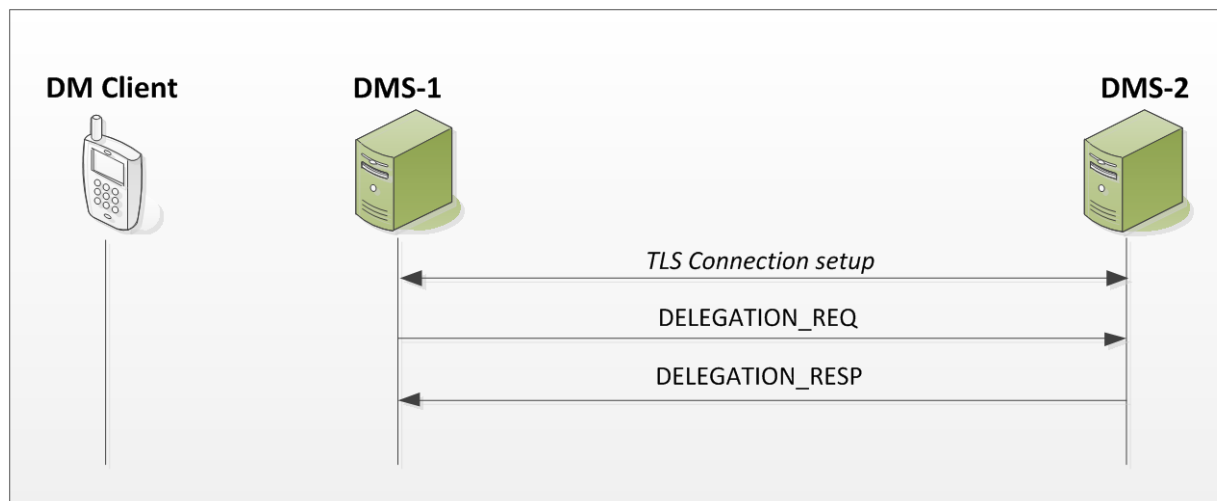 DM Client
DMS-1
DMS-2
TLS Connection setup
DELEGATION_REQ
DELEGATION_RESP